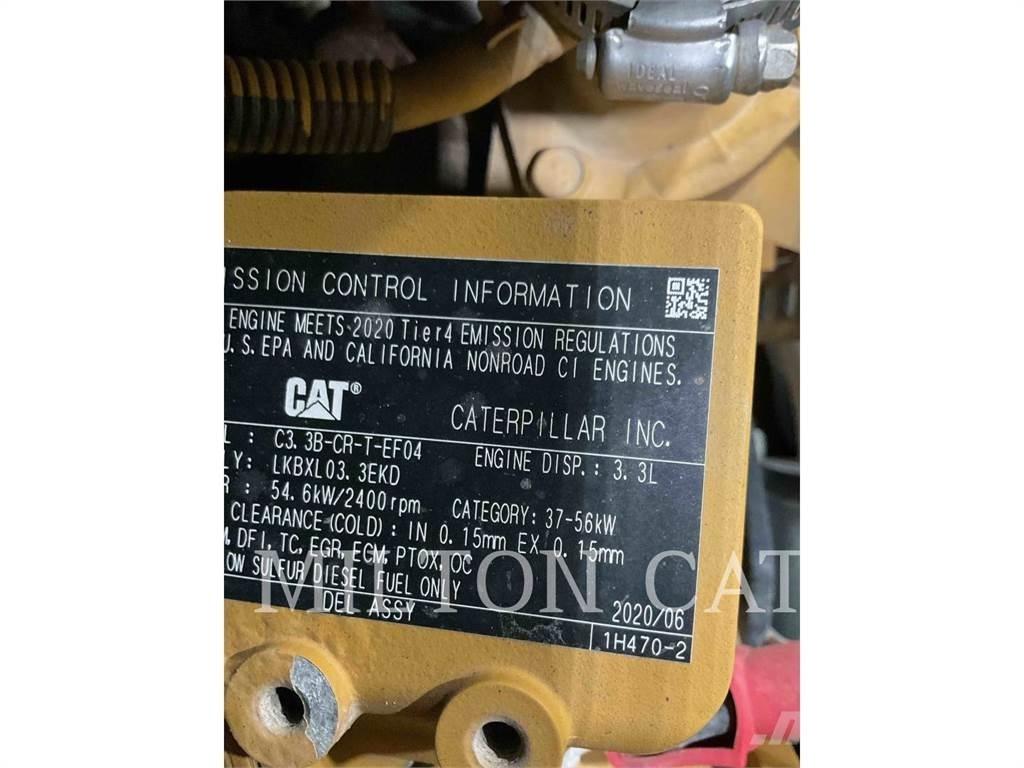 IDEAL
ISSION CONTROL INFORMATION
ENGINE MEETS 2020 Tier4 EMISSION REGULATIONS
U.S. EPA AND CALIFORNIA NONROAD CI ENGINES.
CAT®
CATERPILLAR INC.
L : C3.3B-CR-T-EF04 ENGINE DISP.: 3.3L
LY: LKBXL03.3EKD
R : 54.6kW/2400rpm CATEGORY: 37-56kW
CLEARANCE(COLD): IN 0.15mm EX 0.15mm
M, DFI, TC, EGR, ECM, PTOX, OC
OW SULFUR DIESEL FUEL ONLY
DEL ASSY
2020/06
1H470-2
MILTON CAT